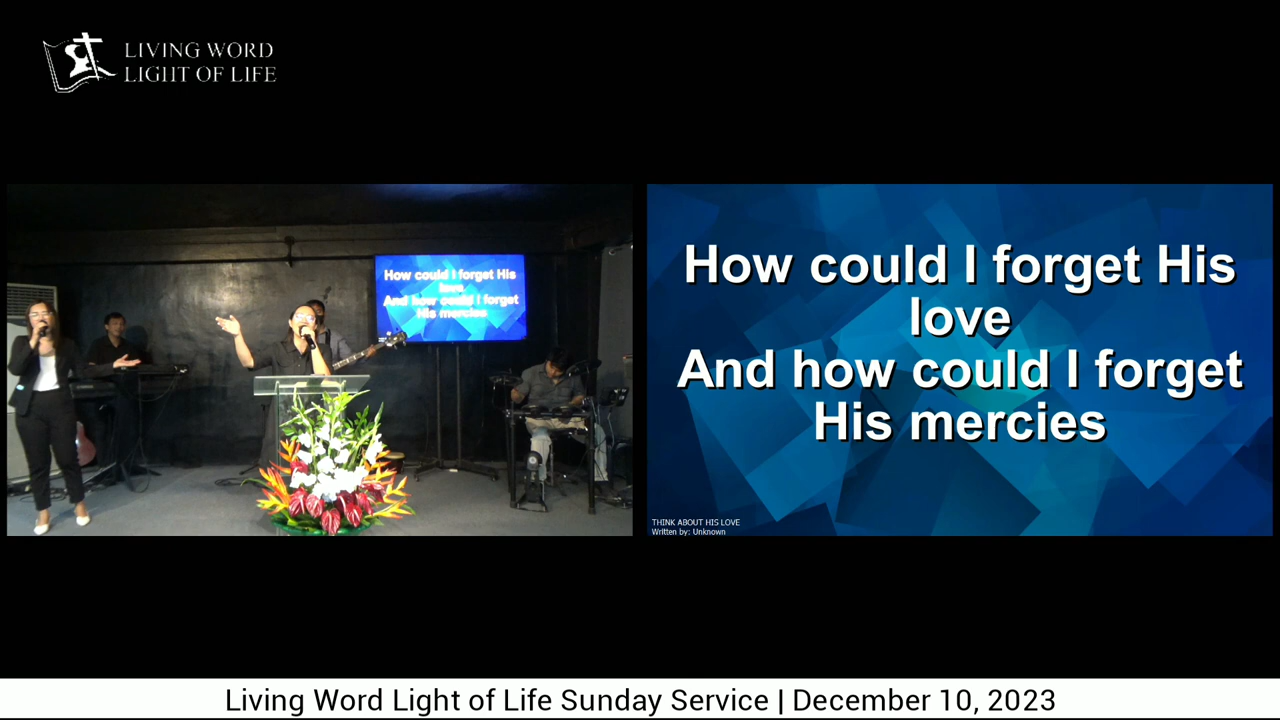 LIVING WORD
LIGHT OF LIFE
How could I forget His
love
And how could I forget
His mercies
How could I forget His
love
And how could I forget
His mercies
THINK ABOUT HIS LOVE
Written by: Unknown
Living Word Light of Life Sunday Service | December 10, 2023